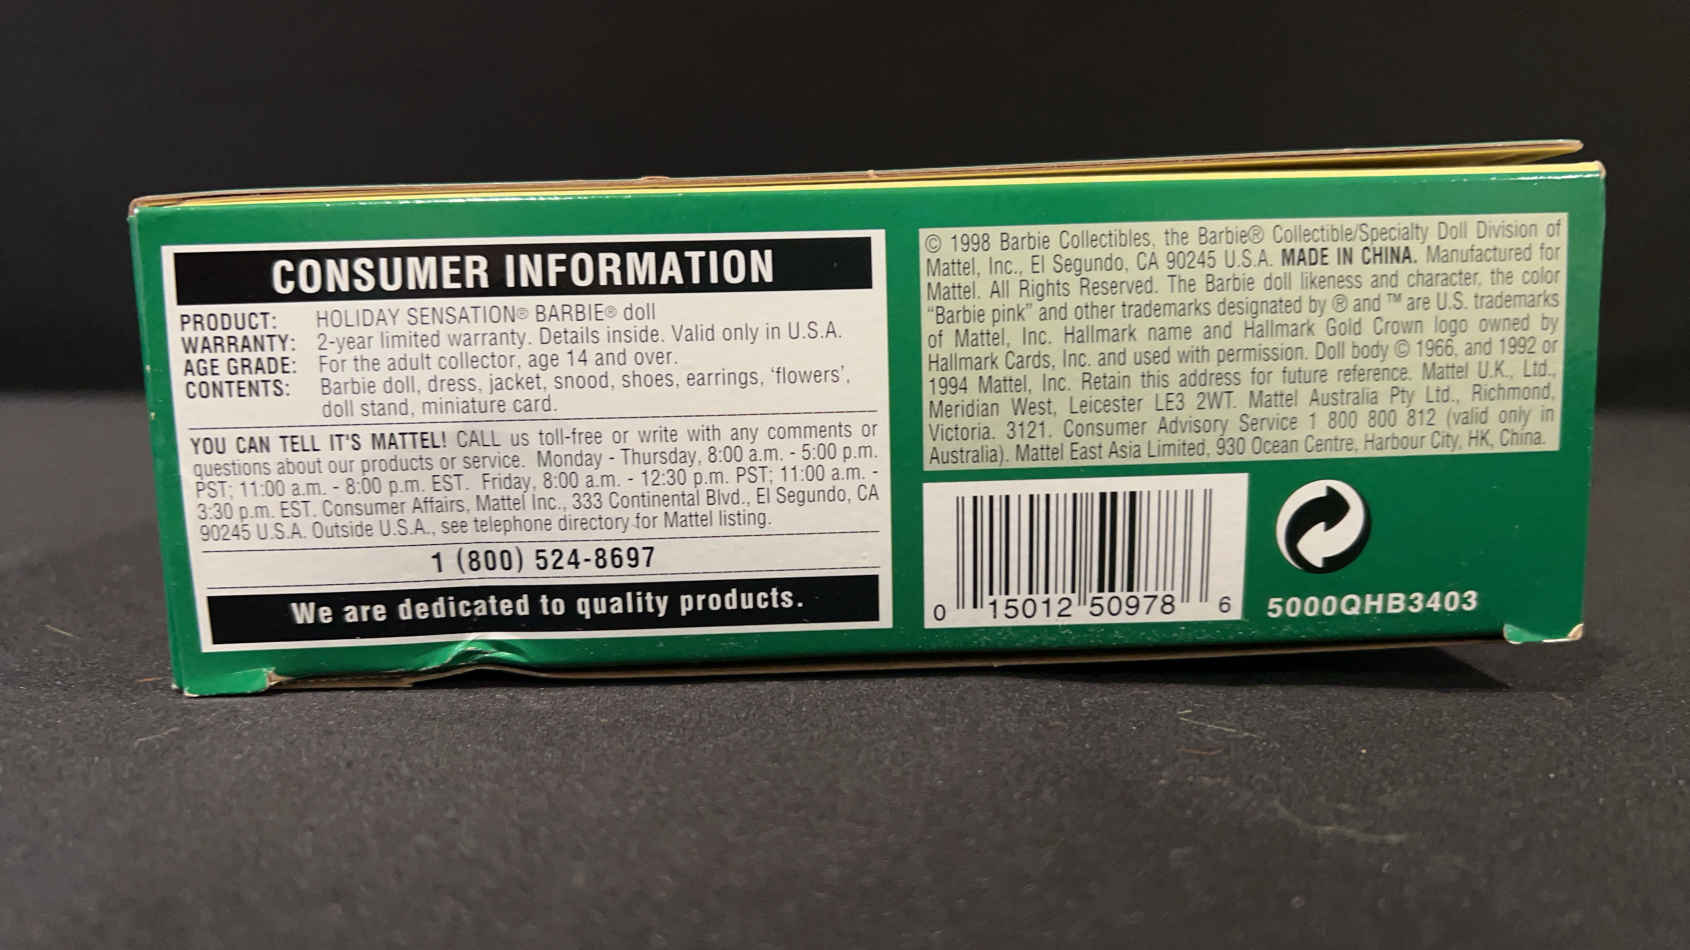 CONSUMER INFORMATION
PRODUCT: HOLIDAY SENSATION® BARBIE® doll
WARRANTY: 2-year limited warranty. Details inside. Valid only in U.S.A.
AGE GRADE: For the adult collector, age 14 and over.
CONTENTS: Barbie doll, dress, jacket, snood, shoes, earrings, 'flowers',
doll stand, miniature card.
YOU CAN TELL IT'S MATTEL! CALL us toll-free or write with any comments or
questions about our products or service. Monday - Thursday, 8:00 a.m. - 5:00 p.m.
PST; 11:00 a.m. - 8:00 p.m. EST. Friday, 8:00 a.m. - 12:30 p.m. PST; 11:00 a.m. -
3:30 p.m. EST. Consumer Affairs, Mattel Inc., 333 Continental Blvd., El Segundo, CA
90245 U.S.A. Outside U.S.A., see telephone directory for Mattel listing.
1 (800) 524-8697
We are dedicated to quality products.
© 1998 Barbie Collectibles, the Barbie® Collectible/Specialty Doll Division of
Mattel, Inc., El Segundo, CA 90245 U.S.A. MADE IN CHINA. Manufactured for
Mattel. All Rights Reserved. The Barbie doll likeness and character, the color
"Barbie pink" and other trademarks designated by ® and ™ are U.S. trademarks
of Mattel, Inc. Hallmark name and Hallmark Gold Crown logo owned by
Hallmark Cards, Inc. and used with permission. Doll body © 1966, and 1992 or
1994 Mattel, Inc. Retain this address for future reference. Mattel U.K., Ltd.,
Meridian West, Leicester LE3 2WT. Mattel Australia Pty Ltd., Richmond,
Victoria. 3121. Consumer Advisory Service 1 800 800 812 (valid only in
Australia). Mattel East Asia Limited, 930 Ocean Centre, Harbour City, HK, China.
0 15012 50978 6
5000QHB3403